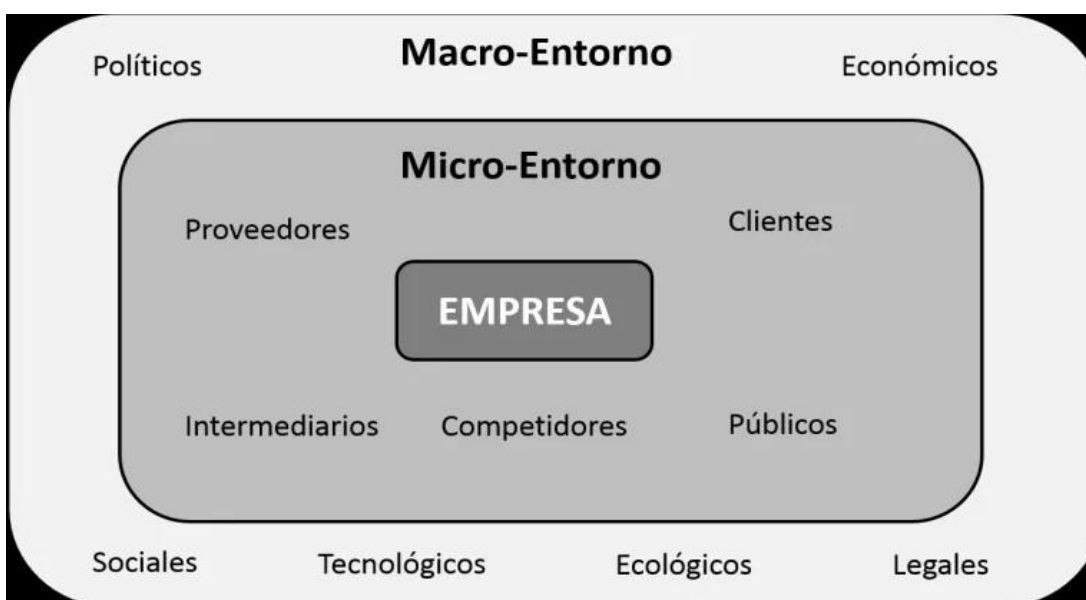 Macro-Entorno
Políticos
Económicos
Micro-Entorno
Proveedores
Clientes
EMPRESA
Intermediarios
Competidores
Públicos
Sociales
Tecnológicos
Ecológicos
Legales